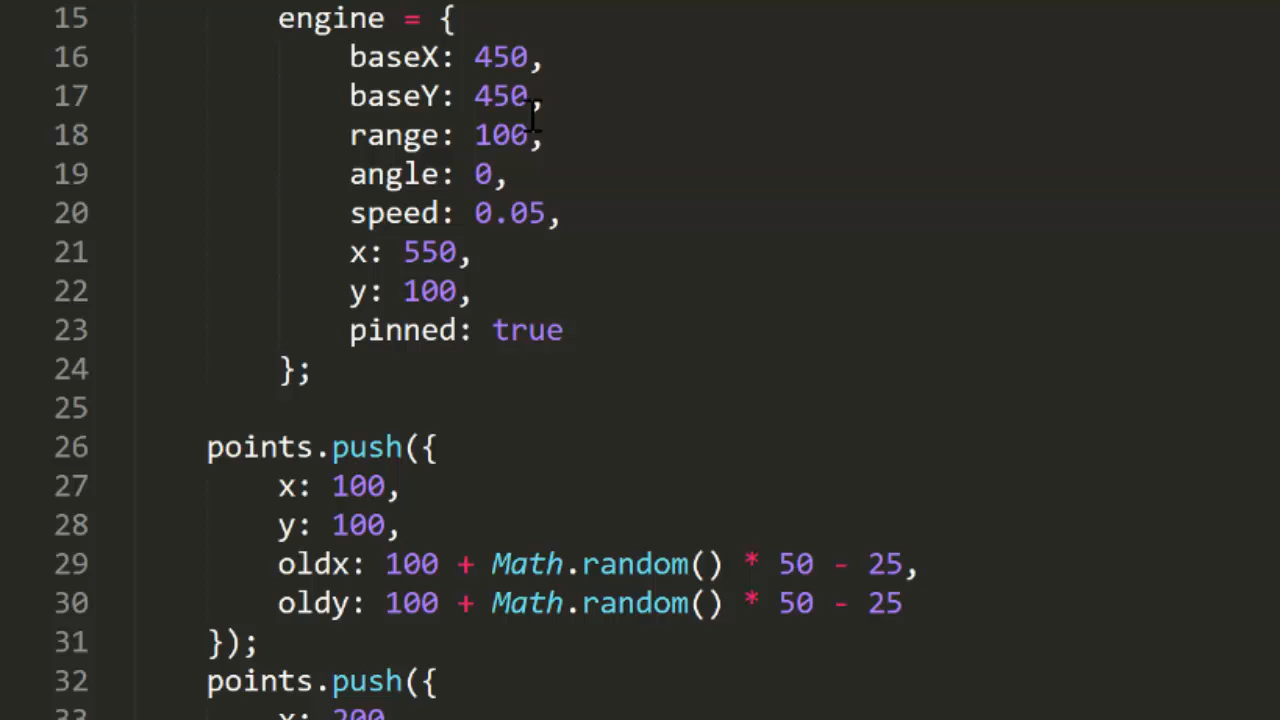 15 engine = {
16 baseX: 450,
17 baseY: 450,
18 range: 100,
19 angle: 0,
20 speed: 0.05,
21 x: 550,
22 y: 100,
23 pinned: true
24 };
25
26 points.push({
27 x: 100,
28 y: 100,
29 oldx: 100 + Math.random() * 50 - 25,
30 oldy: 100 + Math.random() * 50 - 25
31 });
32 points.push({
33 x: 200